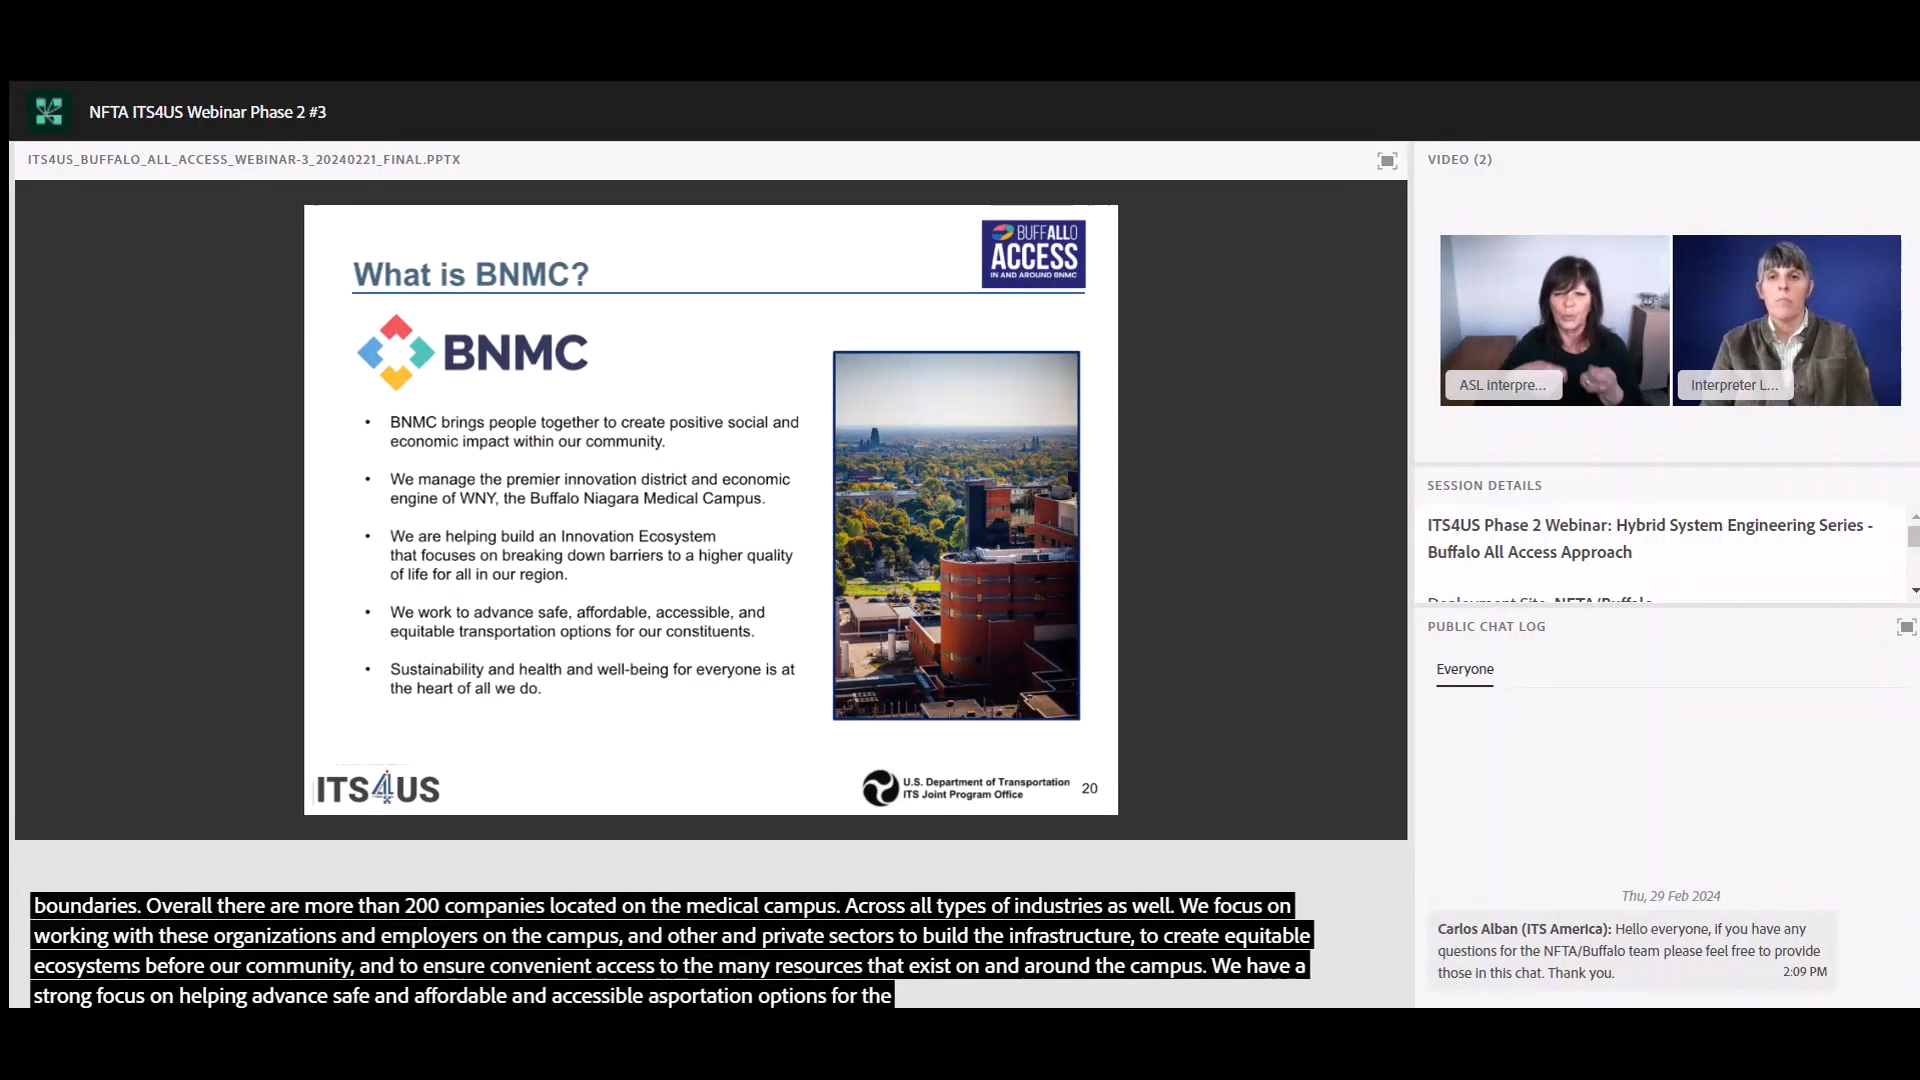 NFTA ITS4US Webinar Phase 2 #3
ITS4US_BUFFALO_ALL_ACCESS_WEBINAR-3_20240221_FINAL.PPTX
What is BNMC?
BUFFALLO
ACCESS
IN AND AROUND BNMC
BNMC
• BNMC brings people together to create positive social and
economic impact within our community.
• We manage the premier innovation district and economic
engine of WNY, the Buffalo Niagara Medical Campus.
• We are helping build an Innovation Ecosystem
that focuses on breaking down barriers to a higher quality
of life for all in our region.
• We work to advance safe, affordable, accessible, and
equitable transportation options for our constituents.
• Sustainability and health and well-being for everyone is at
the heart of all we do.
ITS4US
U.S. Department of Transportation
ITS Joint Program Office
20
boundaries. Overall there are more than 200 companies located on the medical campus. Across all types of industries as well. We focus on
working with these organizations and employers on the campus, and other and private sectors to build the infrastructure, to create equitable
ecosystems before our community, and to ensure convenient access to the many resources that exist on and around the campus. We have a
strong focus on helping advance safe and affordable and accessible asportation options for the
VIDEO (2)
ASL interpre...
Interpreter L...
SESSION DETAILS
ITS4US Phase 2 Webinar: Hybrid System Engineering Series -
Buffalo All Access Approach
Deployment Site, NFTA/Buffalo
PUBLIC CHAT LOG
Everyone
Thu, 29 Feb 2024
Carlos Alban (ITS America): Hello everyone, if you have any
questions for the NFTA/Buffalo team please feel free to provide
those in this chat. Thank you.
2:09 PM